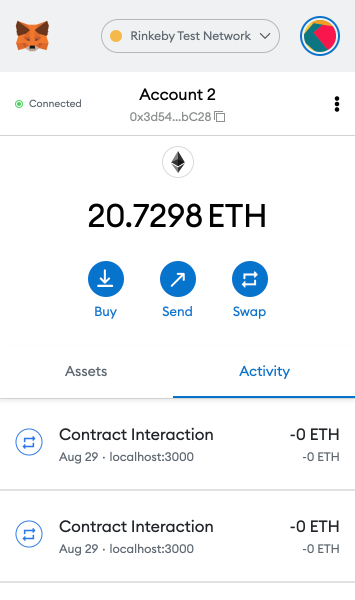 Rinkeby Test Network
Connected
Account 2
0x3d54...bC28
20.7298 ETH
Buy Send Swap
Assets Activity
Contract Interaction -0 ETH
Aug 29 · localhost:3000 -0 ETH
Contract Interaction -0 ETH
Aug 29 · localhost:3000 -0 ETH